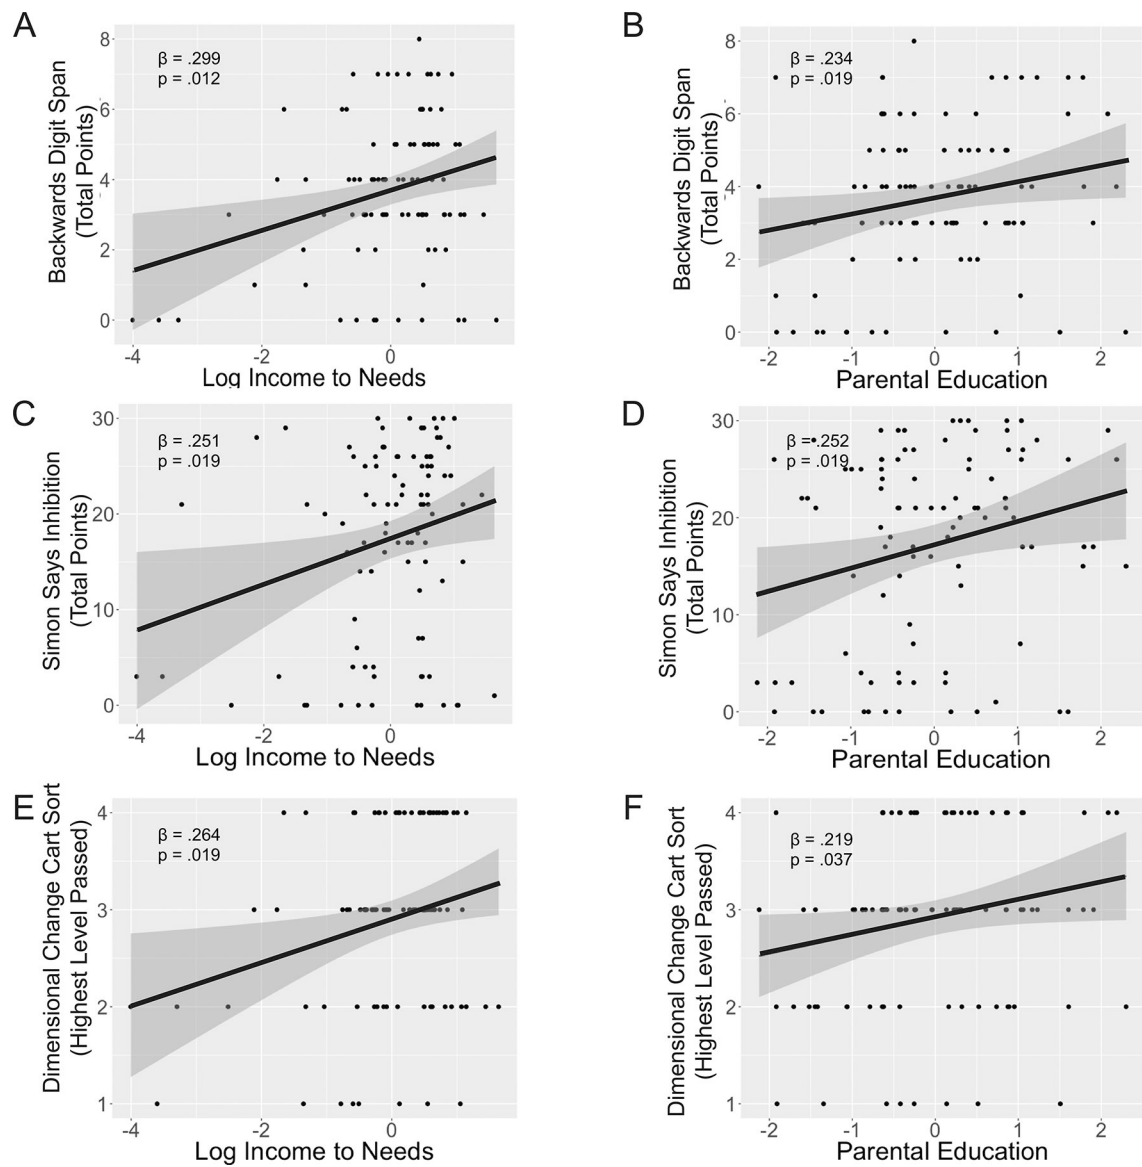 A
β = .299
p = .012
Backwards Digit Span
(Total Points)
8
6
4
2
0
-4
-2
0
Log Income to Needs
B
β = .234
p = .019
Backwards Digit Span
(Total Points)
8
6
4
2
0
-2
-1
0
1
2
Parental Education
C
β = .251
p = .019
Simon Says Inhibition
(Total Points)
30
20
10
0
-4
-2
0
Log Income to Needs
D
β = .252
p = .019
Simon Says Inhibition
(Total Points)
30
20
10
0
-2
-1
0
1
2
Parental Education
E
β = .264
p = .019
Dimensional Change Cart Sort
(Highest Level Passed)
4
3
2
1
-4
-2
0
Log Income to Needs
F
β = .219
p = .037
Dimensional Change Cart Sort
(Highest Level Passed)
4
3
2
1
-2
-1
0
1
2
Parental Education